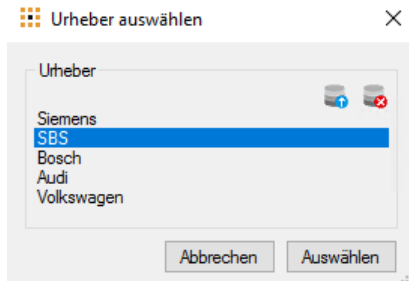 Urheber auswählen
Urheber
Siemens
SBS
Bosch
Audi
Volkswagen
Abbrechen Auswählen